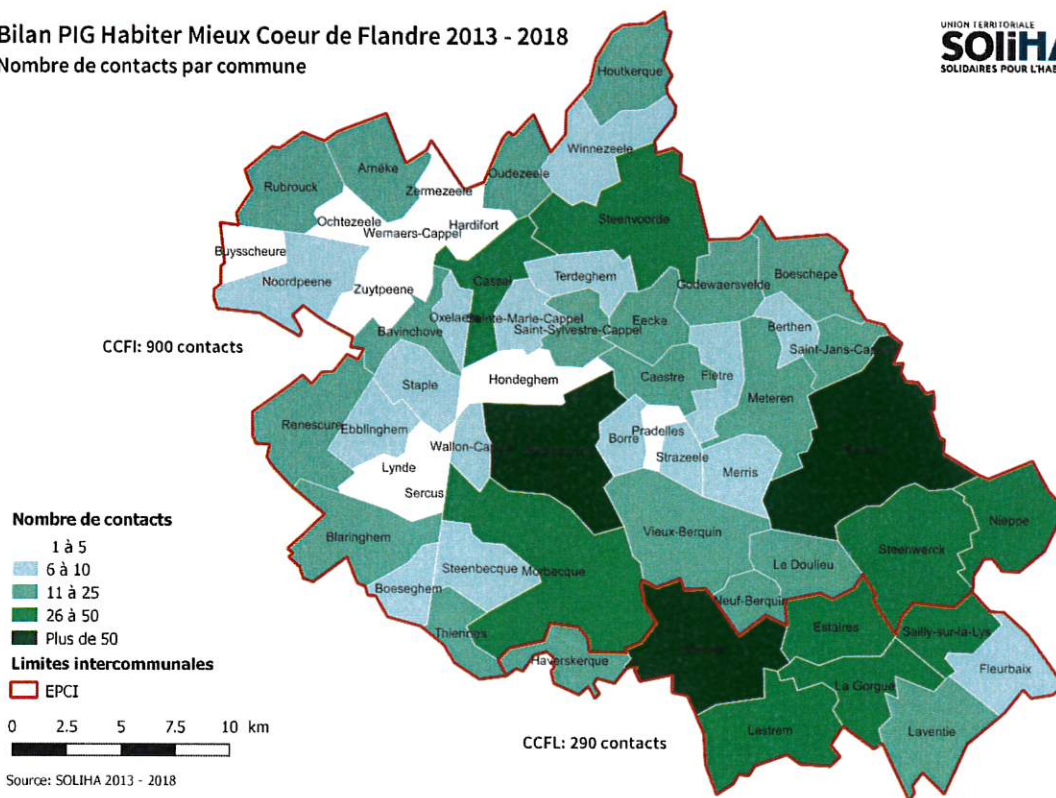 Bilan PIG Habiter Mieux Coeur de Flandre 2013 - 2018
Nombre de contacts par commune
UNION TERRITORIALE
SOLiHA
SOLIDAIRES POUR L'HAB
Houtkerque
Winnezeele
Arnèke
Oudezeele
Rubrouck
Zermezeele
Steenvoorde
Ochtezeele
Hardifort
Wemaers-Cappel
Buysscheure
Cassel
Terdeghem
Boeschepe
Noordpeene
Godewaersvelde
Zuytpeene
Oxelaëre
Sainte-Marie-Cappel
Eecke
Berthen
Bavinchove
Saint-Sylvestre-Cappel
Saint-Jans-Cap
CCFI: 900 contacts
Staple
Hondeghem
Caestre
Flêtre
Meteren
Renescure
Ebblinghem
Pradelles
Wallon-Ca
Borre
Strazeele
Lynde
Merris
Sercus
Nombre de contacts
1 à 5
6 à 10
11 à 25
26 à 50
Plus de 50
Limites intercommunales
EPCI
Blaringhem
Vieux-Berquin
Nieppe
Steenwerck
Steenbecque
Morbecque
Le Doulieu
Boeseghem
Neuf-Berquin
Thiennes
Estaires
Sailly-sur-la-Lys
Haverskerque
Fleurbaix
La Gorgue
Lestrem
Laventie
CCFL: 290 contacts
0 2.5 5 7.5 10 km
Source: SOLIHA 2013 - 2018